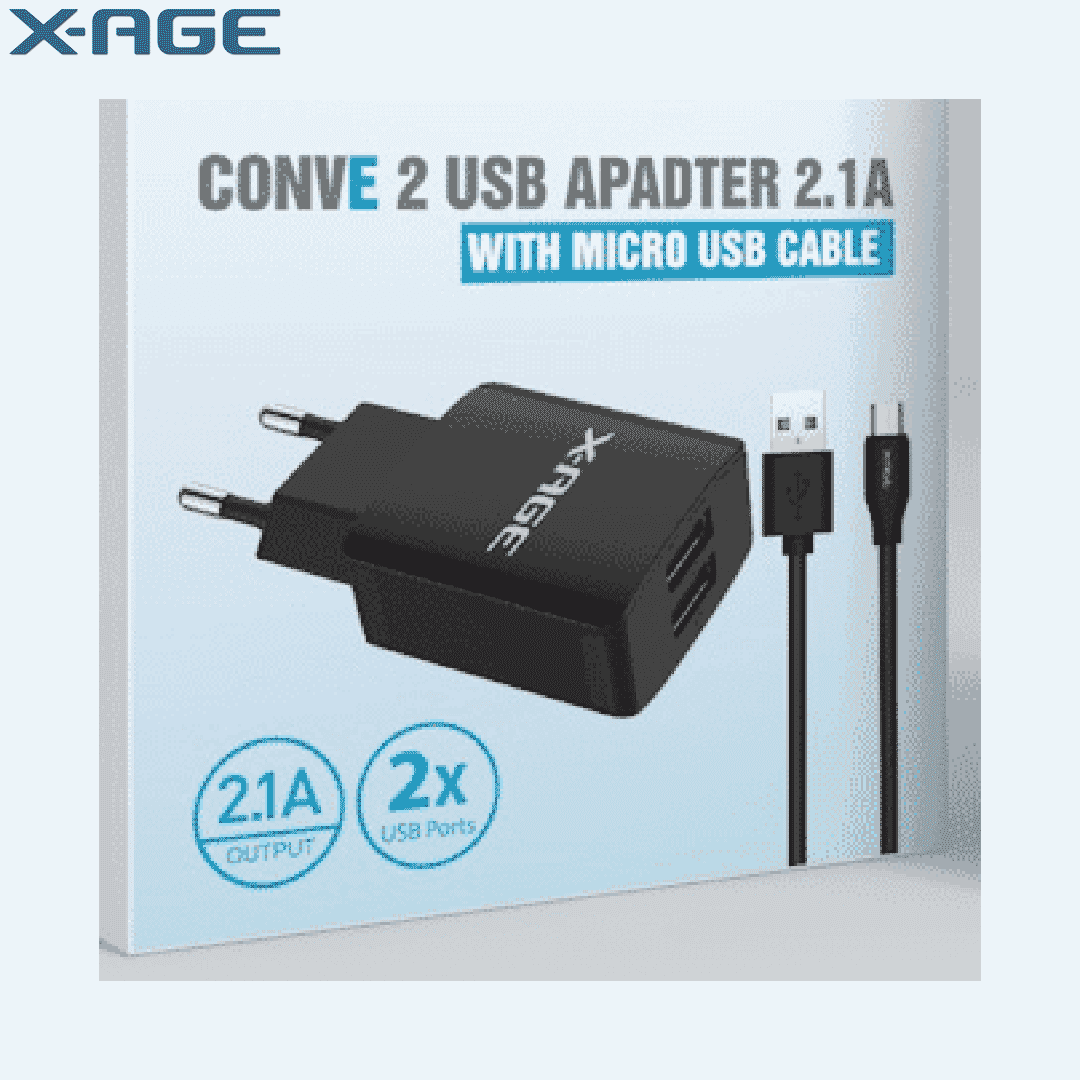 X-AGE
CONVE 2 USB APADTER 2.1A
WITH MICRO USB CABLE
X-AGE
2.1A
OUTPUT
2x
USB Ports